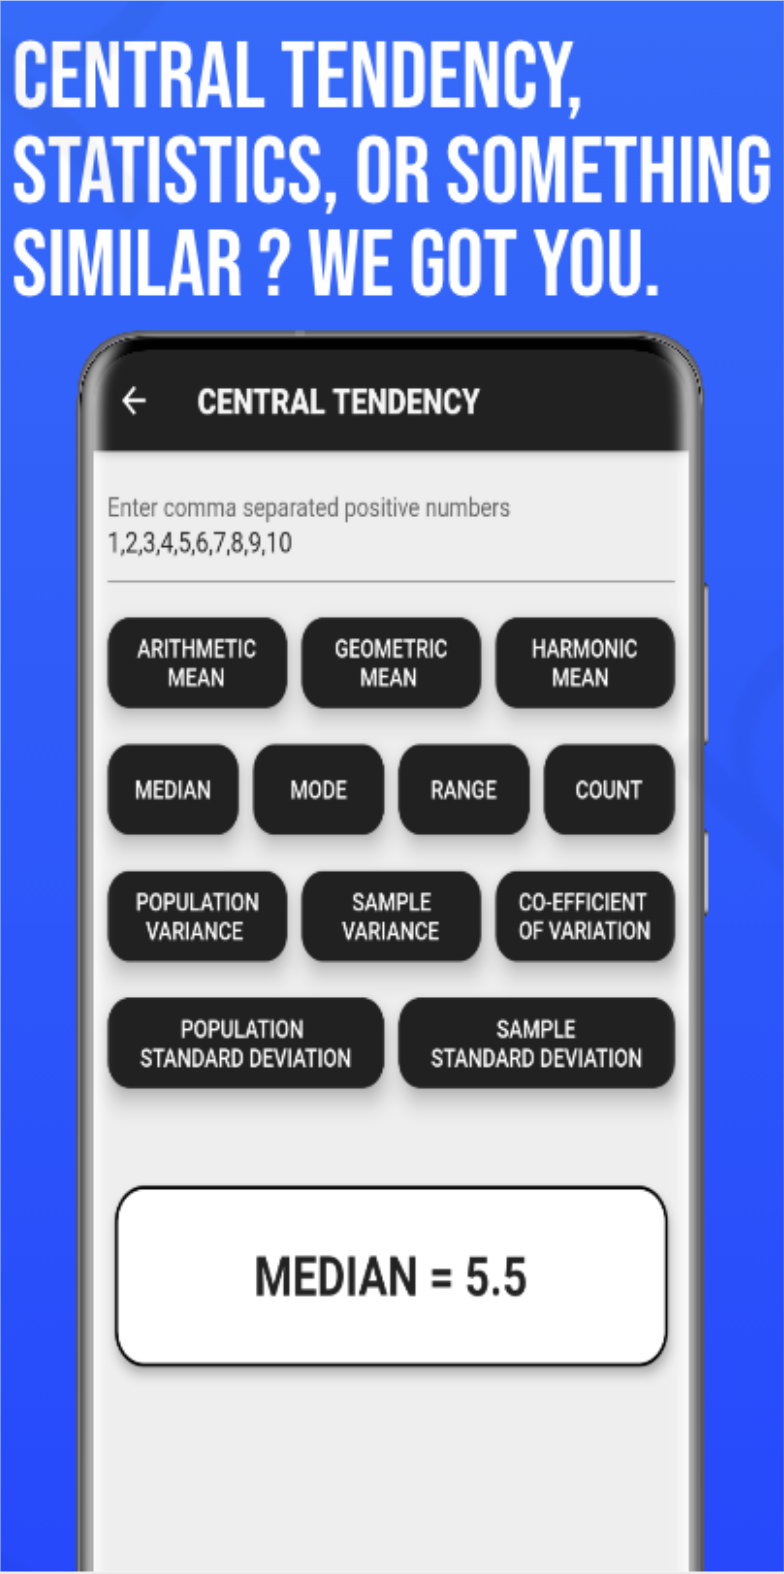 CENTRAL TENDENCY,
STATISTICS, OR SOMETHING
SIMILAR ? WE GOT YOU.
CENTRAL TENDENCY
Enter comma separated positive numbers
1,2,3,4,5,6,7,8,9,10
ARITHMETIC
MEAN
GEOMETRIC
MEAN
HARMONIC
MEAN
MEDIAN
MODE
RANGE
COUNT
POPULATION
VARIANCE
SAMPLE
VARIANCE
CO-EFFICIENT
OF VARIATION
POPULATION
STANDARD DEVIATION
SAMPLE
STANDARD DEVIATION
MEDIAN = 5.5